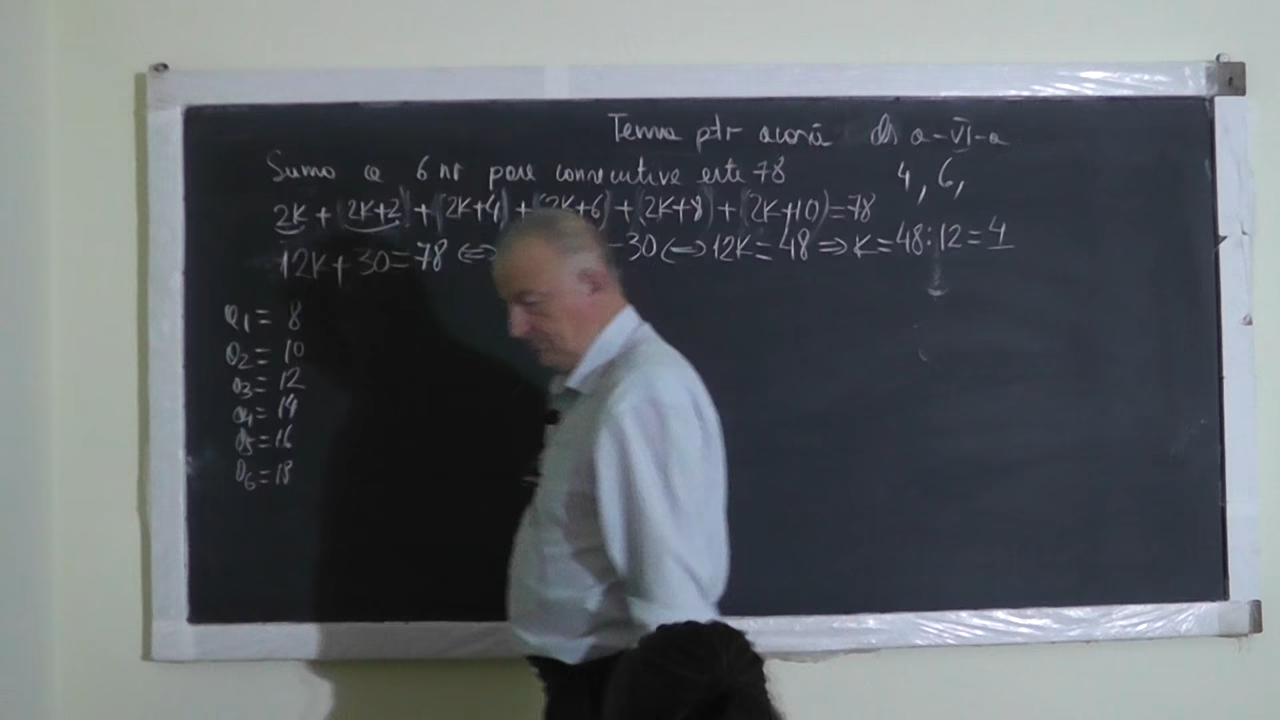 Tema ptr acasă cls a-VI-a
Suma a 6 nr pare consecutive este 78
4, 6,
2K + (2K+2) + (2K+4) + (2K+6) + (2K+8) + (2K+10) = 78
12K + 30 = 78 ⟺ -30 ⟺ 12K = 48 ⟹ K = 48:12 = 4
a1 = 8
a2 = 10
a3 = 12
a4 = 14
a5 = 16
a6 = 18